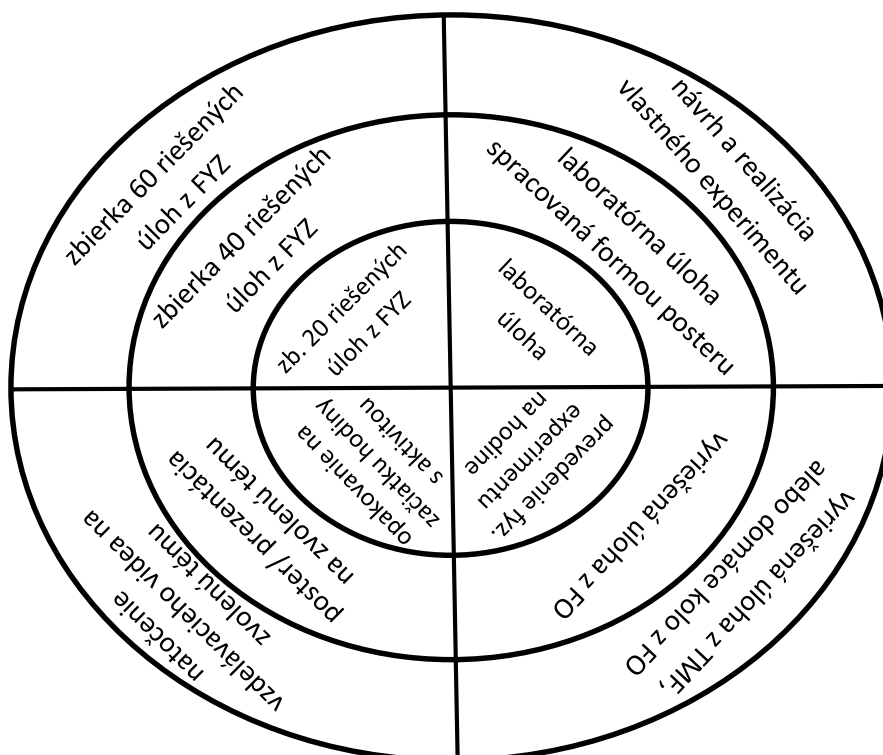 zbierka 60 riešených
úloh z FYZ
zbierka 40 riešených
úloh z FYZ
zb. 20 riešených
úloh z FYZ
návrh a realizácia
vlastného experimentu
laboratórna úloha
spracovaná formou posteru
laboratórna
úloha
opakovanie na
začiatku hodiny
s aktivitou
poster/ prezentácia
na zvolenú tému
natočenie
vzdelávacieho videa na
zvolenú tému
prevedenie fyz.
experimentu
na hodine
vyriešená úloha z FO
vyriešená úloha z TMF,
alebo domáce kolo z FO